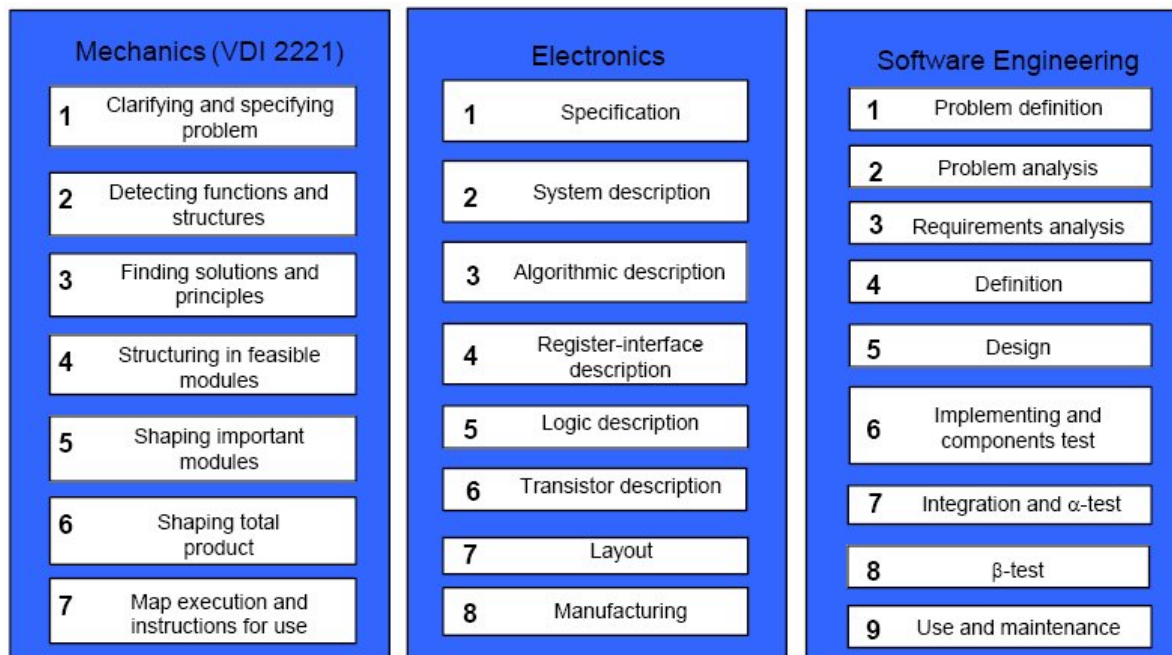 Mechanics (VDI 2221)
1 Clarifying and specifying
problem
2 Detecting functions and
structures
3 Finding solutions and
principles
4 Structuring in feasible
modules
5 Shaping important
modules
6 Shaping total
product
7 Map execution and
instructions for use
Electronics
1 Specification
2 System description
3 Algorithmic description
4 Register-interface
description
5 Logic description
6 Transistor description
7 Layout
8 Manufacturing
Software Engineering
1 Problem definition
2 Problem analysis
3 Requirements analysis
4 Definition
5 Design
6 Implementing and
components test
7 Integration and α-test
8 β-test
9 Use and maintenance